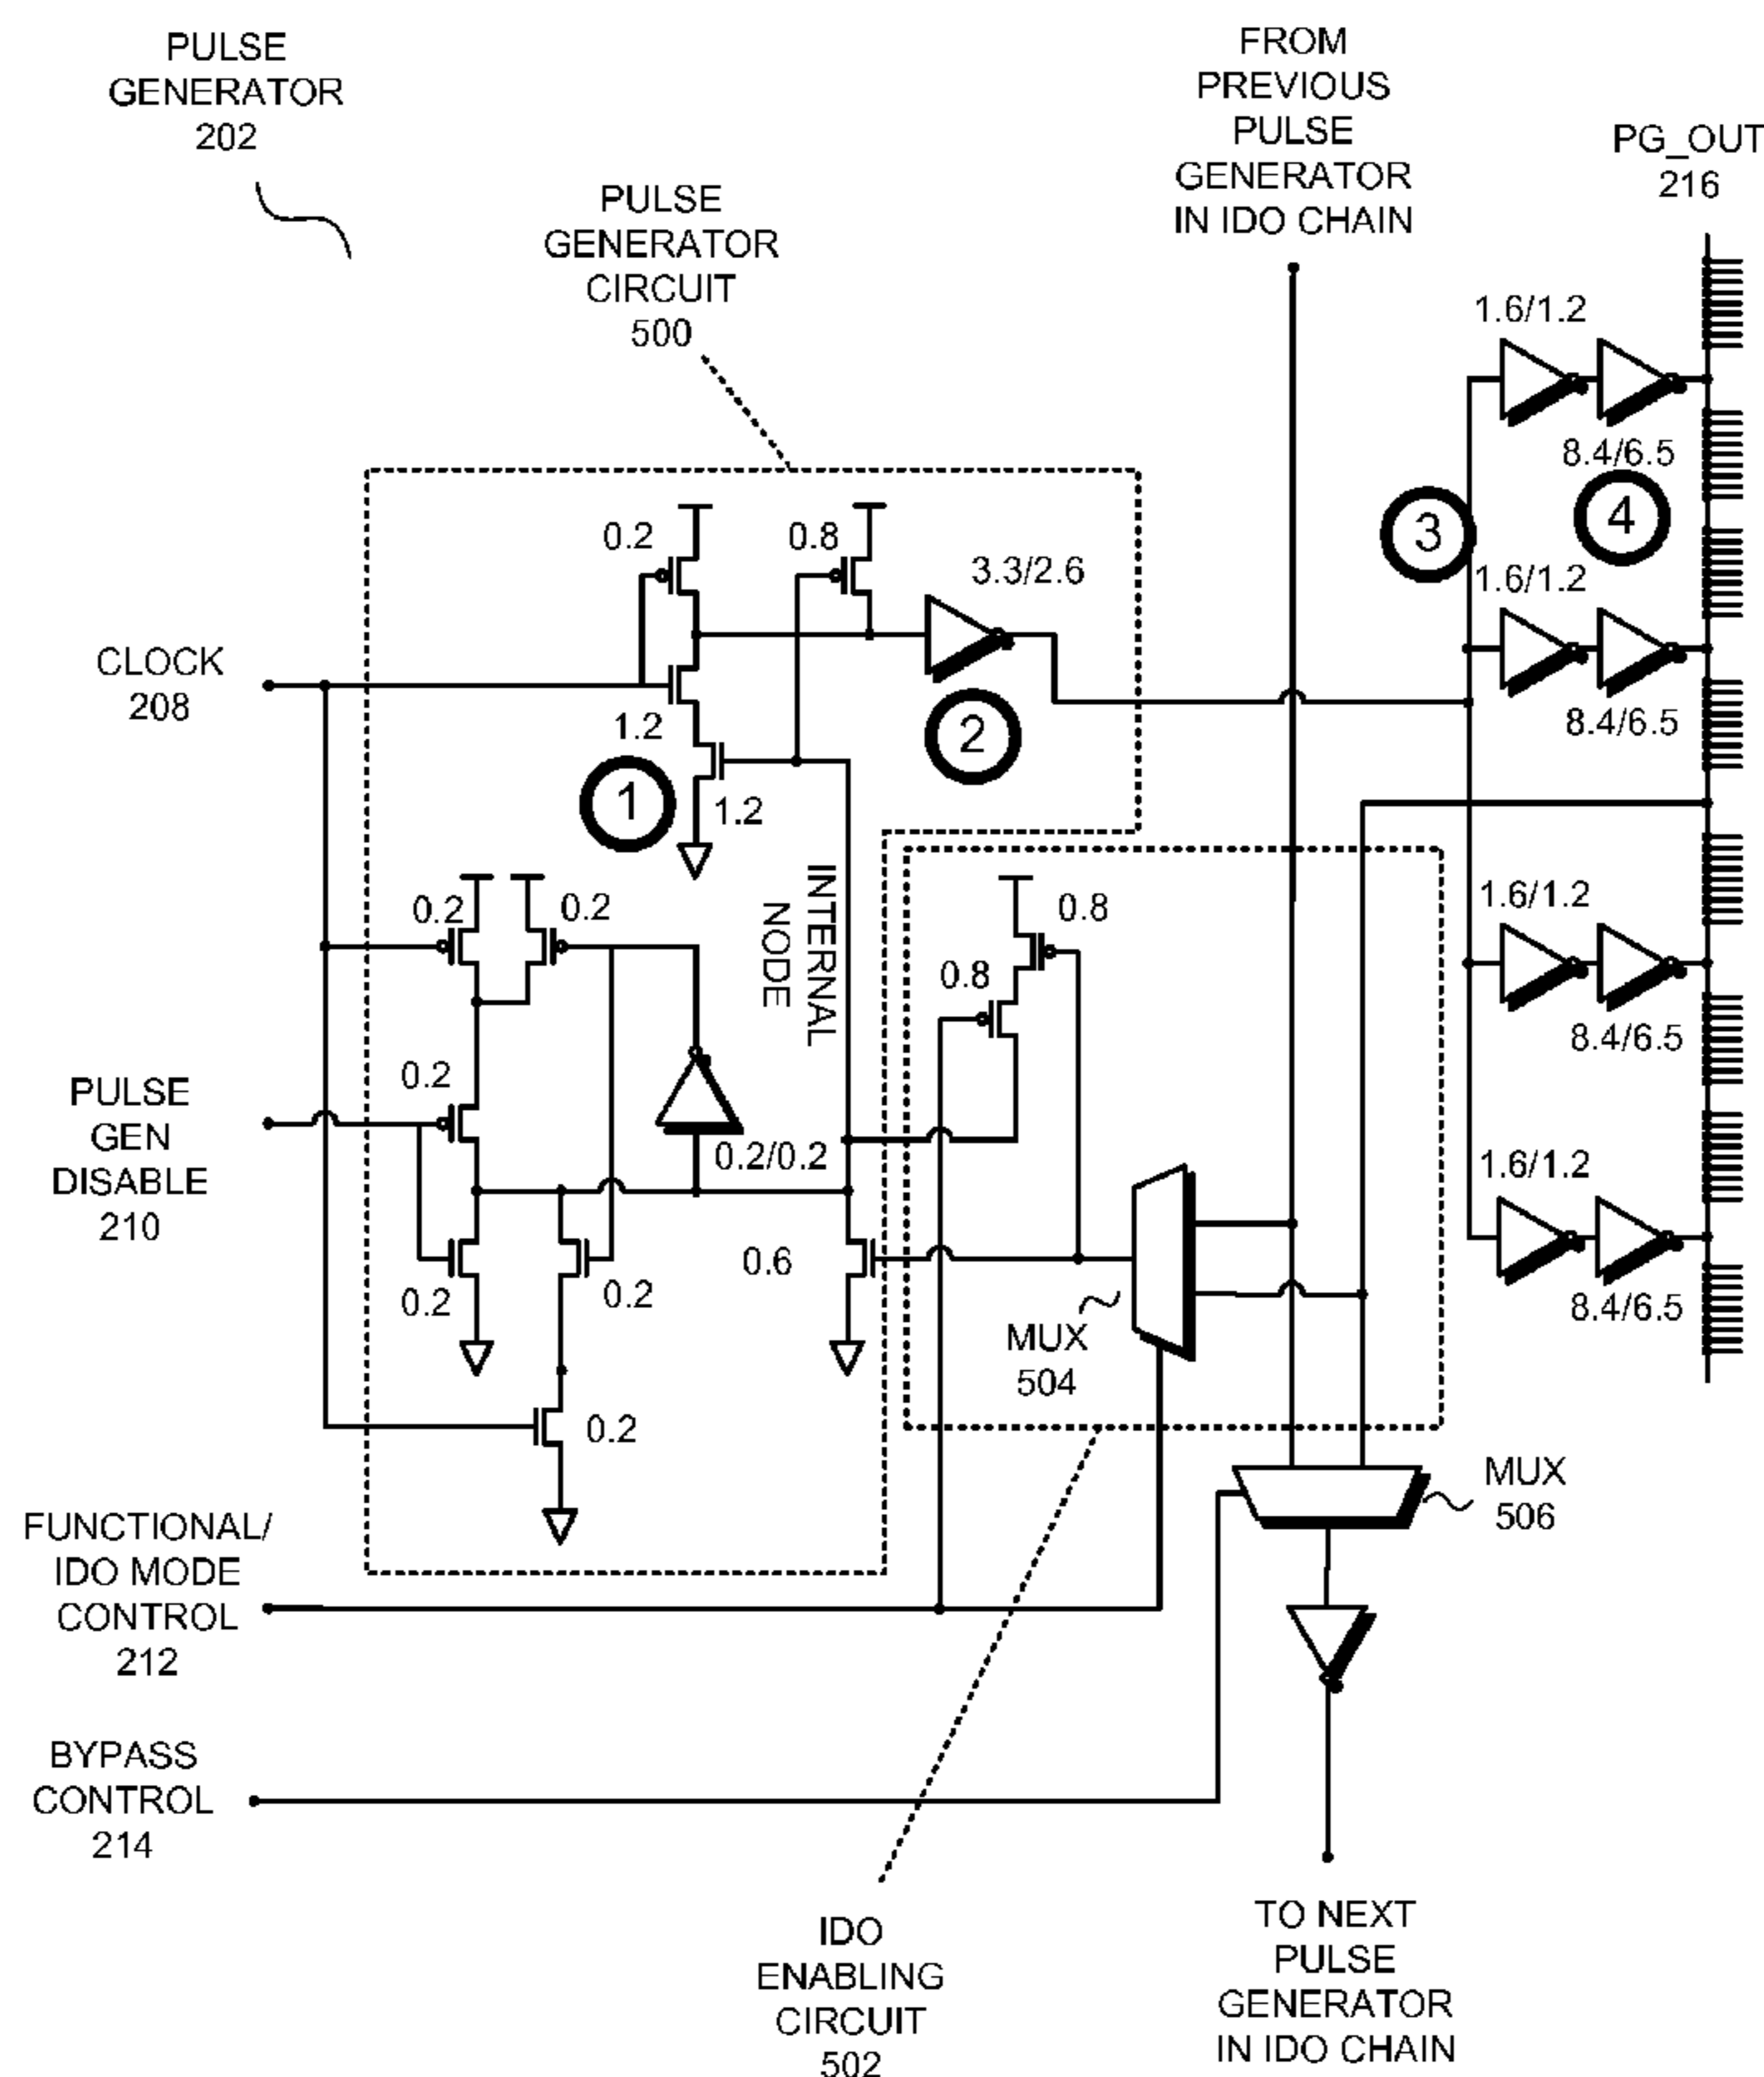 PULSE
GENERATOR
202
FROM
PREVIOUS
PULSE
GENERATOR
IN IDO CHAIN
PG_OUT
216
PULSE
GENERATOR
CIRCUIT
500
1.6/1.2
8.4/6.5
3
4
0.2
0.8
3.3/2.6
1.6/1.2
CLOCK
208
1.2
2
8.4/6.5
1
1.2
INTERNAL
NODE
0.2
0.2
0.8
0.8
1.6/1.2
8.4/6.5
PULSE
GEN
DISABLE
210
0.2
0.2/0.2
1.6/1.2
0.2
0.2
0.6
8.4/6.5
MUX
504
0.2
MUX
506
FUNCTIONAL/
IDO MODE
CONTROL
212
BYPASS
CONTROL
214
IDO
ENABLING
CIRCUIT
502
TO NEXT
PULSE
GENERATOR
IN IDO CHAIN